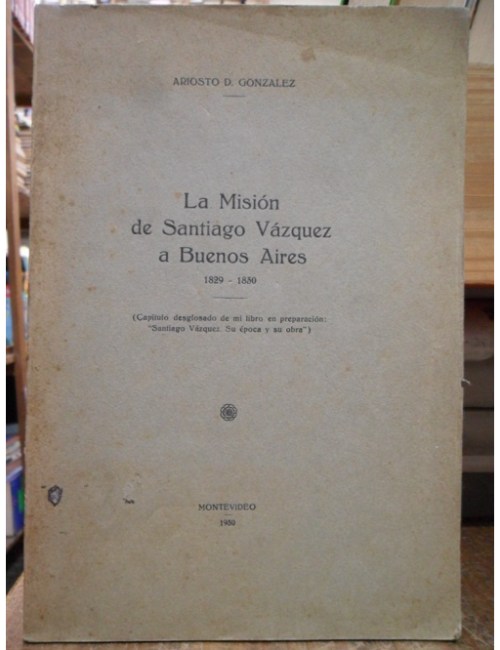 ARIOSTO D. GONZALEZ
La Misión
de Santiago Vázquez
a Buenos Aires
1829 - 1830
(Capítulo desglosado de mi libro en preparación:
"Santiago Vázquez. Su época y su obra")
MONTEVIDEO